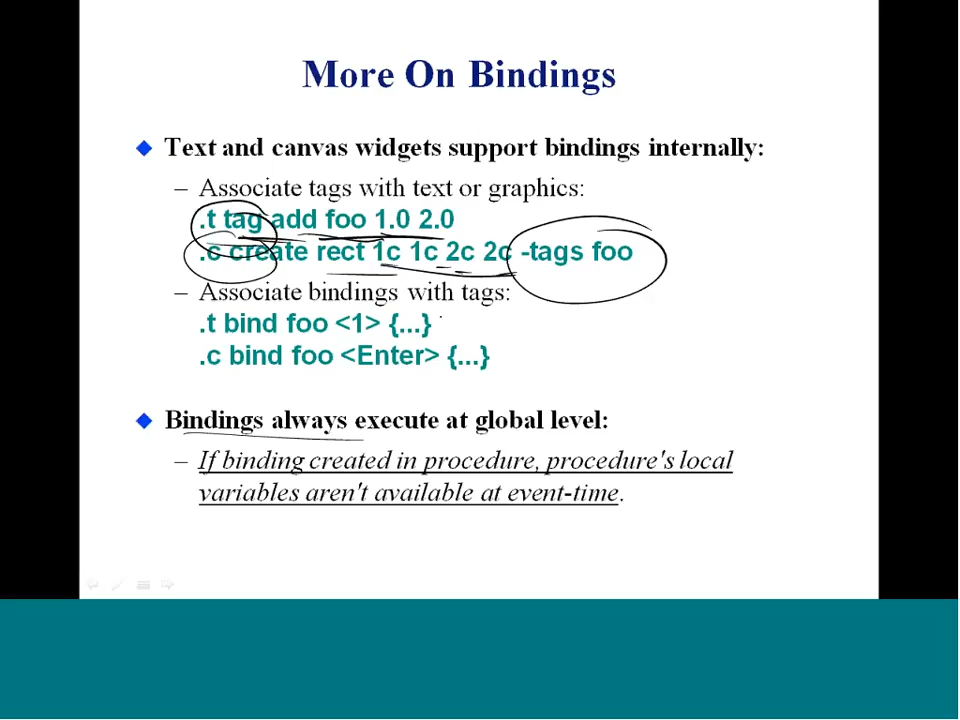 More On Bindings
Text and canvas widgets support bindings internally:
– Associate tags with text or graphics:
.t tag add foo 1.0 2.0
.c create rect 1c 1c 2c 2c -tags foo
– Associate bindings with tags:
.t bind foo <1> {...}
.c bind foo <Enter> {...}
Bindings always execute at global level:
– If binding created in procedure, procedure's local
variables aren't available at event-time.